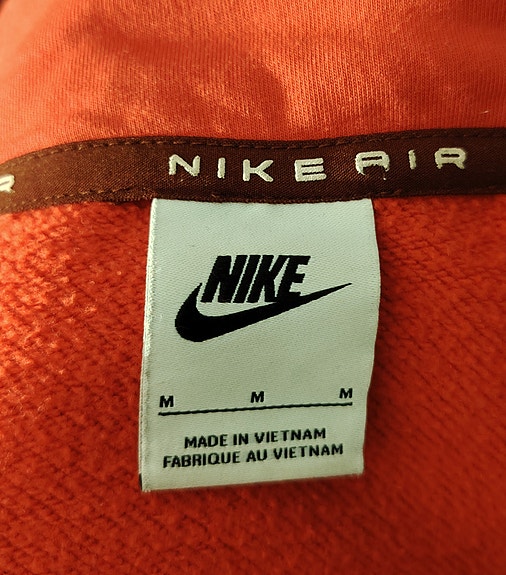 R NIKE AIR
NIKE
M M M
MADE IN VIETNAM
FABRIQUE AU VIETNAM